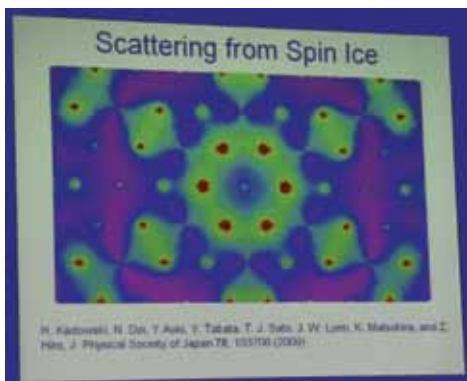 Scattering from Spin Ice
H. Kadowaki, N. Doi, Y. Aoki, Y. Tabata, T. J. Sato, J. W. Lynn, K. Matsuhira, and Z.
Hiroi, J. Physical Society of Japan 78, 103706 (2009)